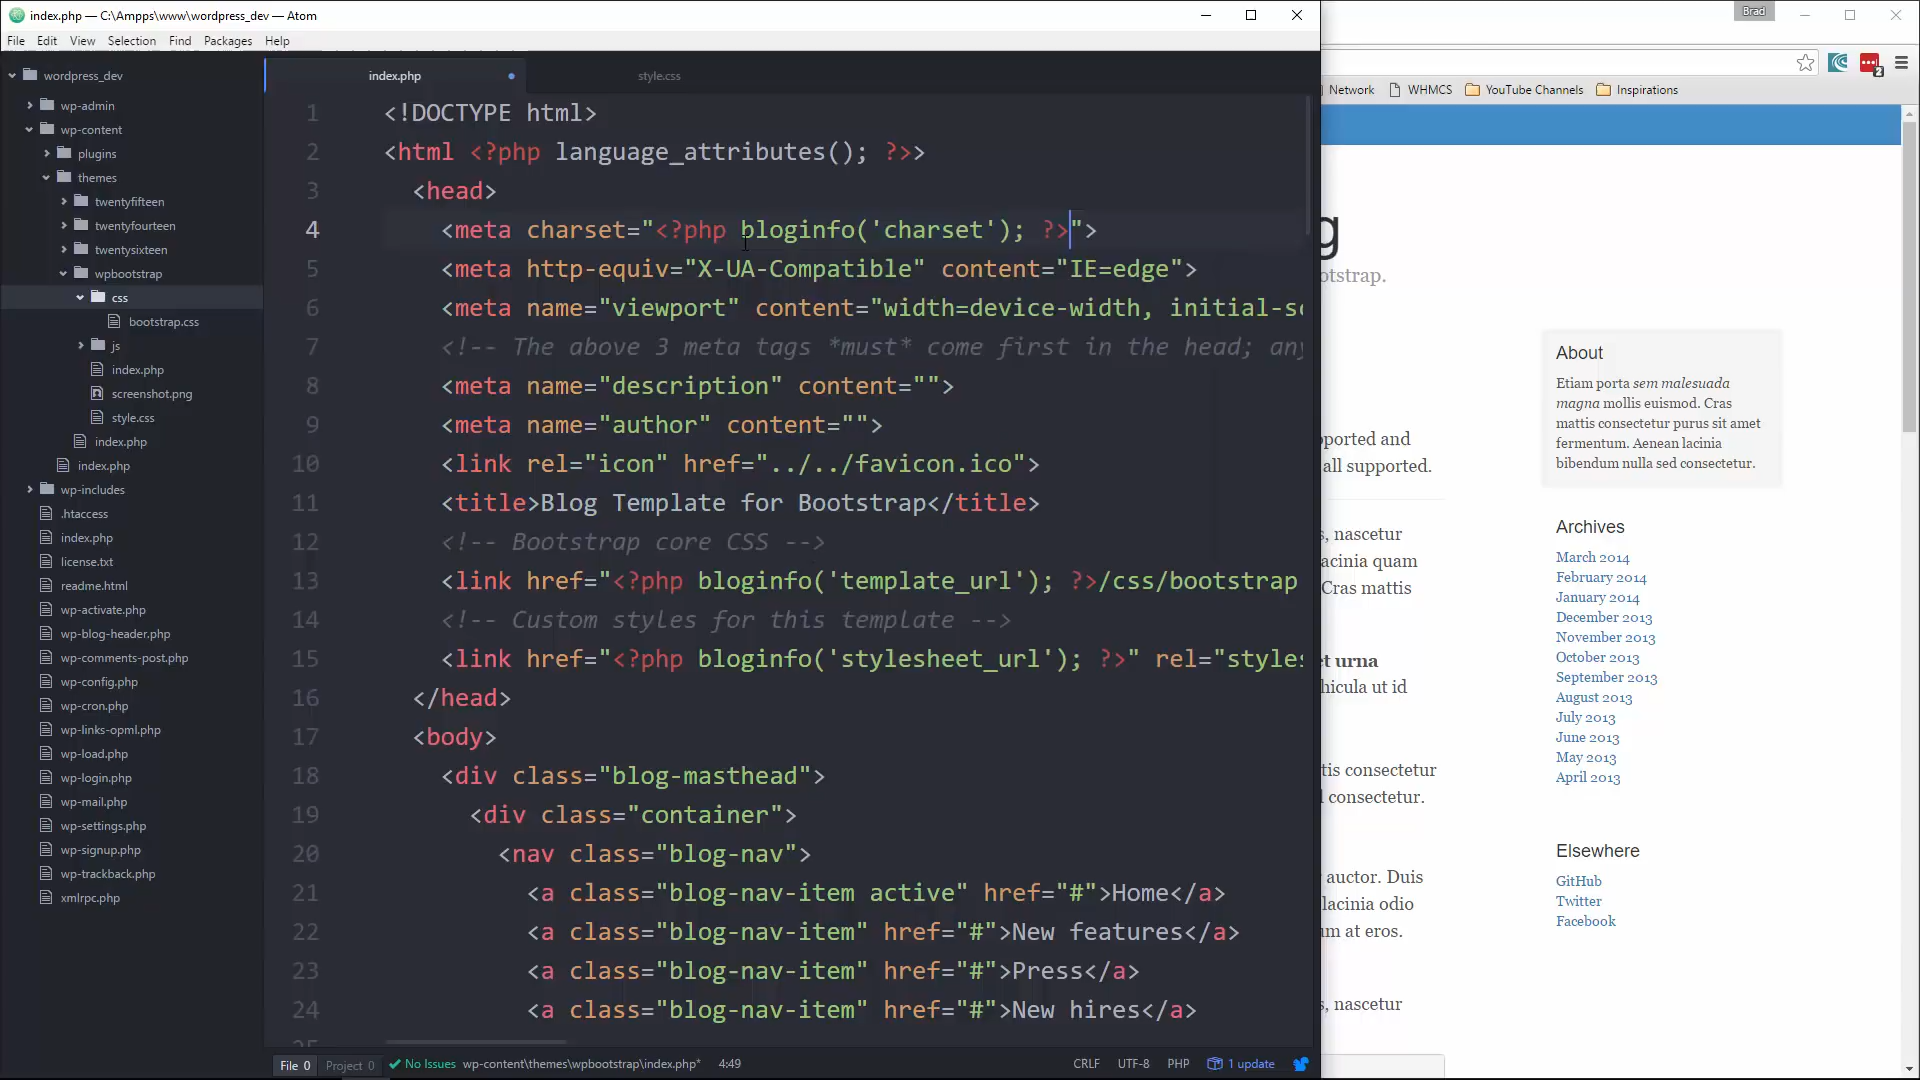 index.php — C:\Ampps\www\wordpress_dev — Atom
Brad
File Edit View Selection Find Packages Help
wordpress_dev
wp-admin
wp-content
plugins
themes
twentyfifteen
twentyfourteen
twentysixteen
wpbootstrap
css
bootstrap.css
js
index.php
screenshot.png
style.css
index.php
index.php
wp-includes
.htaccess
index.php
license.txt
readme.html
wp-activate.php
wp-blog-header.php
wp-comments-post.php
wp-config.php
wp-cron.php
wp-links-opml.php
wp-load.php
wp-login.php
wp-mail.php
wp-settings.php
wp-signup.php
wp-trackback.php
xmlrpc.php
index.php style.css
1 <!DOCTYPE html>
2 <html <?php language_attributes(); ?>>
3 <head>
4 <meta charset="<?php bloginfo('charset'); ?>">
5 <meta http-equiv="X-UA-Compatible" content="IE=edge">
6 <meta name="viewport" content="width=device-width, initial-sc
7 <!-- The above 3 meta tags *must* come first in the head; any
8 <meta name="description" content="">
9 <meta name="author" content="">
10 <link rel="icon" href="../../favicon.ico">
11 <title>Blog Template for Bootstrap</title>
12 <!-- Bootstrap core CSS -->
13 <link href="<?php bloginfo('template_url'); ?>/css/bootstrap
14 <!-- Custom styles for this template -->
15 <link href="<?php bloginfo('stylesheet_url'); ?>" rel="styles
16 </head>
17 <body>
18 <div class="blog-masthead">
19 <div class="container">
20 <nav class="blog-nav">
21 <a class="blog-nav-item active" href="#">Home</a>
22 <a class="blog-nav-item" href="#">New features</a>
23 <a class="blog-nav-item" href="#">Press</a>
24 <a class="blog-nav-item" href="#">New hires</a>
File 0 Project 0 No Issues wp-content\themes\wpbootstrap\index.php* 4:49 CRLF UTF-8 PHP 1 update
2
Network WHMCS YouTube Channels Inspirations
g
otstrap.
ported and
all supported.
s, nascetur
acinia quam
Cras mattis
t urna
hicula ut id
tis consectetur
l consectetur.
auctor. Duis
lacinia odio
um at eros.
s, nascetur
About
Etiam porta sem malesuada
magna mollis euismod. Cras
mattis consectetur purus sit amet
fermentum. Aenean lacinia
bibendum nulla sed consectetur.
Archives
March 2014
February 2014
January 2014
December 2013
November 2013
October 2013
September 2013
August 2013
July 2013
June 2013
May 2013
April 2013
Elsewhere
GitHub
Twitter
Facebook